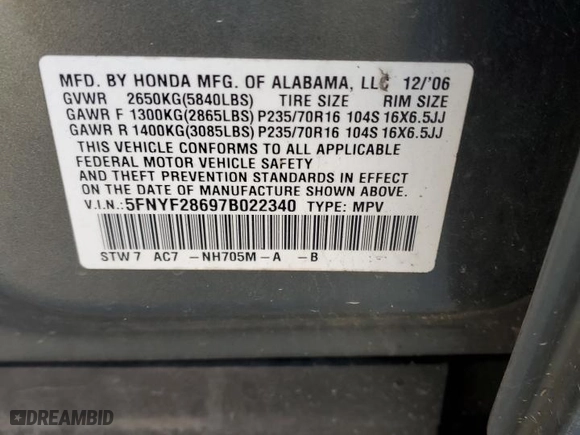 MFD. BY HONDA MFG. OF ALABAMA, LLC 12/'06
GVWR 2650KG(5840LBS) TIRE SIZE RIM SIZE
GAWR F 1300KG(2865LBS) P235/70R16 104S 16X6.5JJ
GAWR R 1400KG(3085LBS) P235/70R16 104S 16X6.5JJ
THIS VEHICLE CONFORMS TO ALL APPLICABLE
FEDERAL MOTOR VEHICLE SAFETY
AND THEFT PREVENTION STANDARDS IN EFFECT
ON THE DATE OF MANUFACTURE SHOWN ABOVE.
V.I.N.:5FNYF28697B022340 TYPE: MPV
STW7 AC7 -NH705M-A -B
DREAMBID